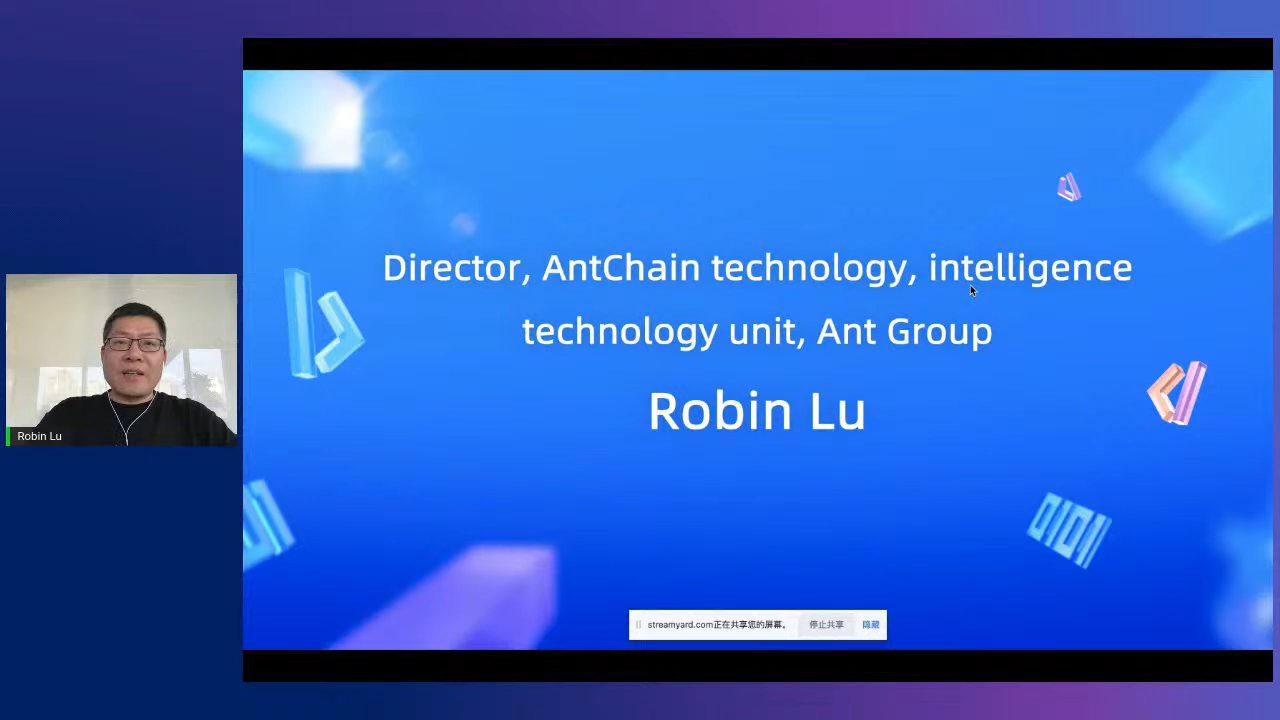 Director, AntChain technology, intelligence
technology unit, Ant Group
Robin Lu
Robin Lu
streamyard.com正在共享您的屏幕。 停止共享 隐藏